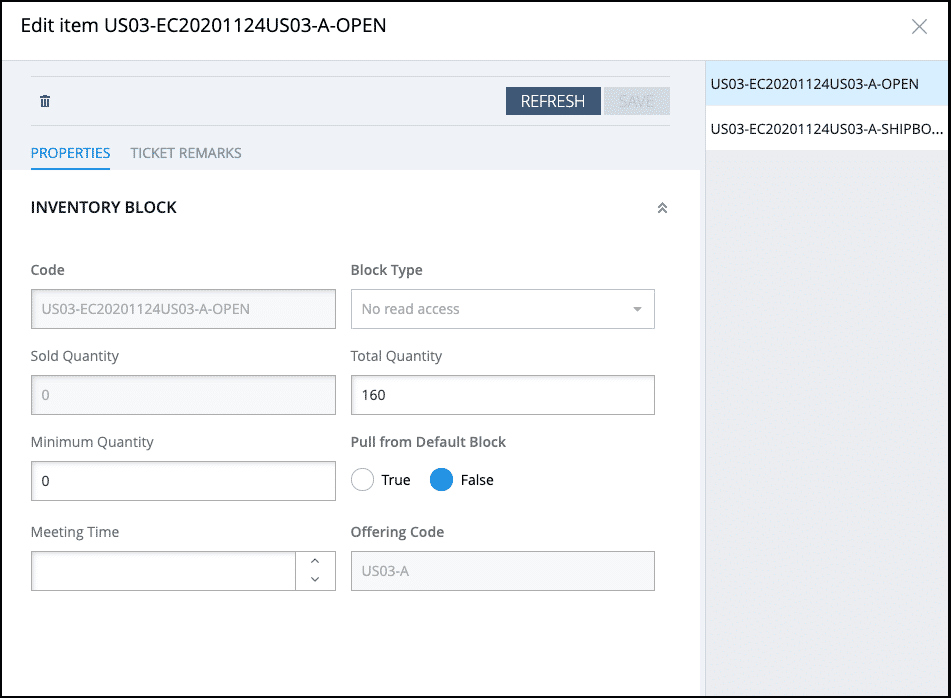 Edit item US03-EC20201124US03-A-OPEN
REFRESH SAVE
US03-EC20201124US03-A-OPEN
US03-EC20201124US03-A-SHIPBO...
PROPERTIES TICKET REMARKS
INVENTORY BLOCK
Code Block Type
US03-EC20201124US03-A-OPEN No read access
Sold Quantity Total Quantity
0 160
Minimum Quantity Pull from Default Block
0 True False
Meeting Time Offering Code
US03-A